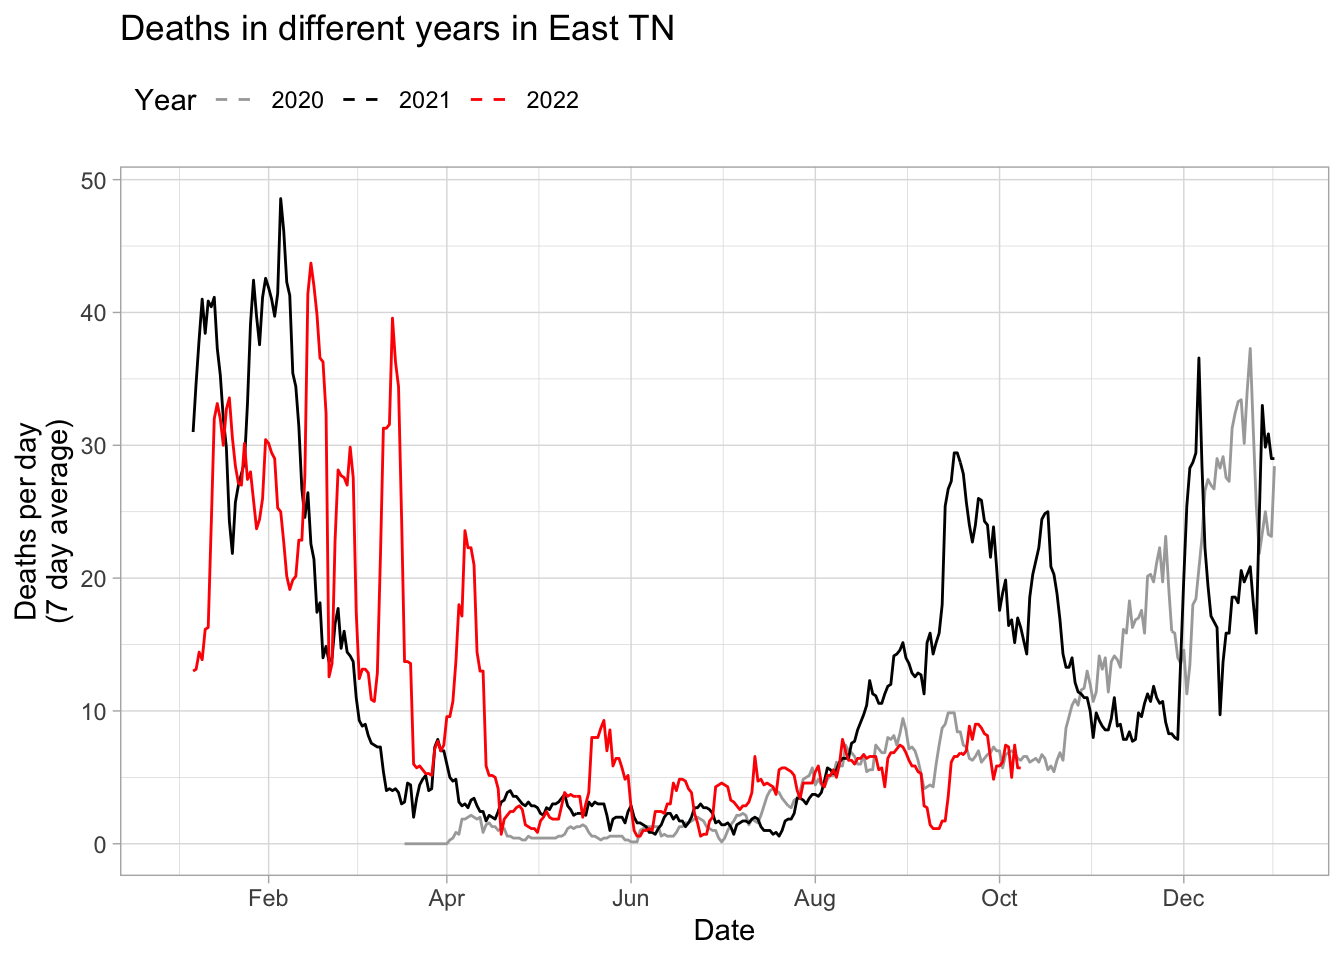 Deaths in different years in East TN
Year 2020 2021 2022
Deaths per day
(7 day average)
50
40
30
20
10
0
Feb Apr Jun Aug Oct Dec
Date